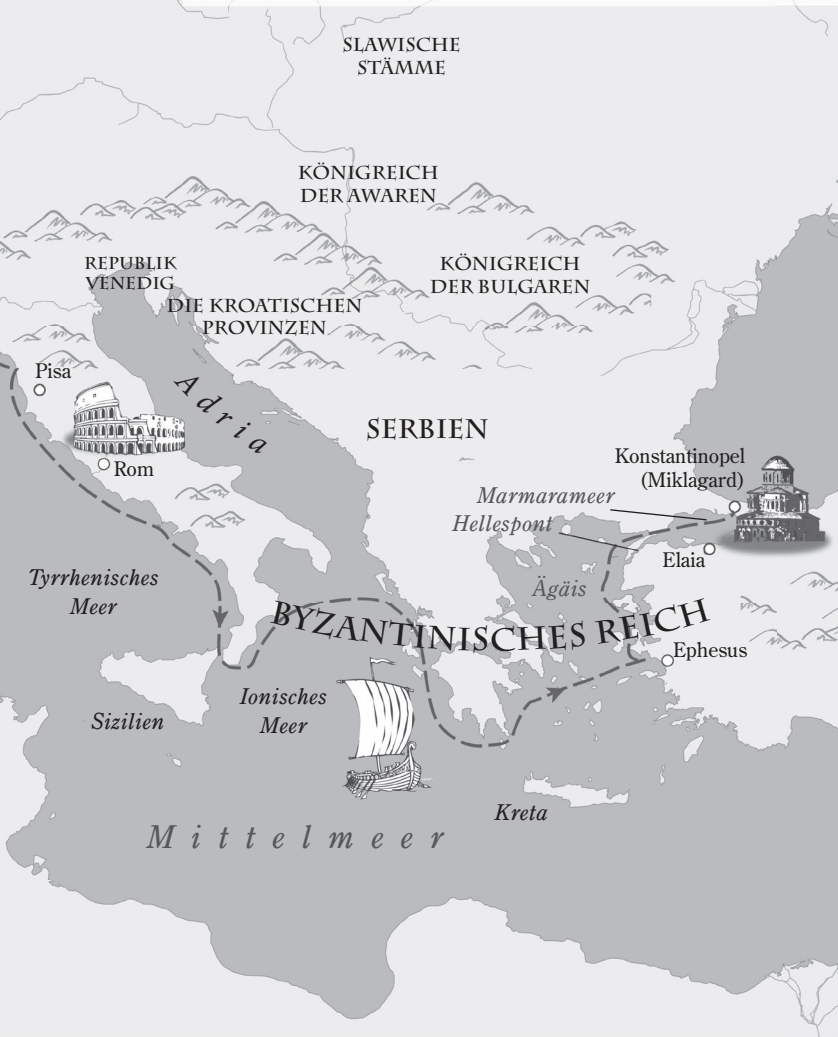 SLAWISCHE
STÄMME
KÖNIGREICH
DER AWAREN
REPUBLIK
VENEDIG
KÖNIGREICH
DER BULGAREN
DIE KROATISCHEN
PROVINZEN
Pisa
Adria
SERBIEN
Rom
Konstantinopel
(Miklagard)
Marmarameer
Hellespont
Elaia
Tyrrhenisches
Meer
Ägäis
BYZANTINISCHES REICH
Ephesus
Ionisches
Meer
Sizilien
Kreta
Mittelmeer